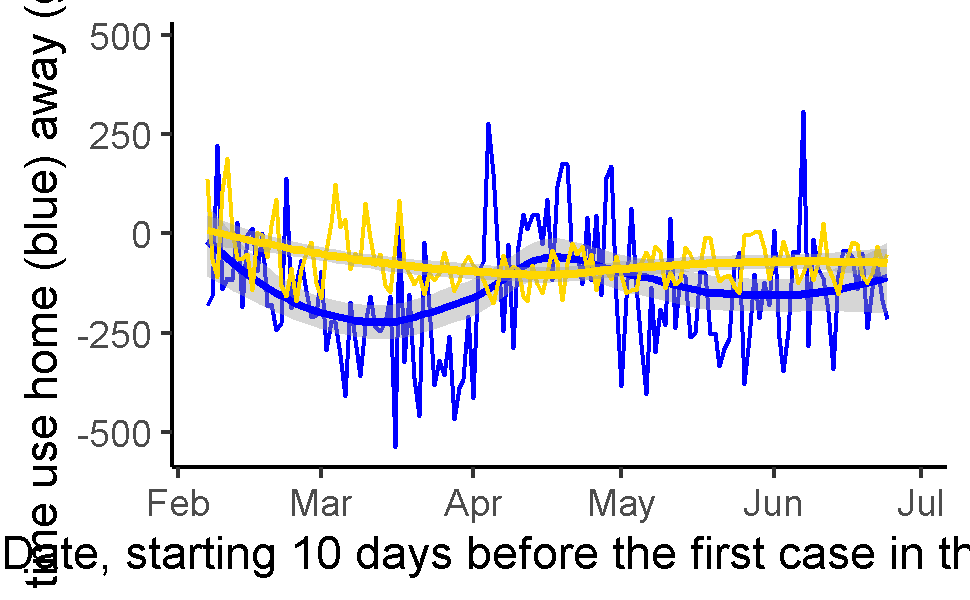 time use home (blue) away (
500
250
0
-250
-500
Feb Mar Apr May Jun Jul
Date, starting 10 days before the first case in th